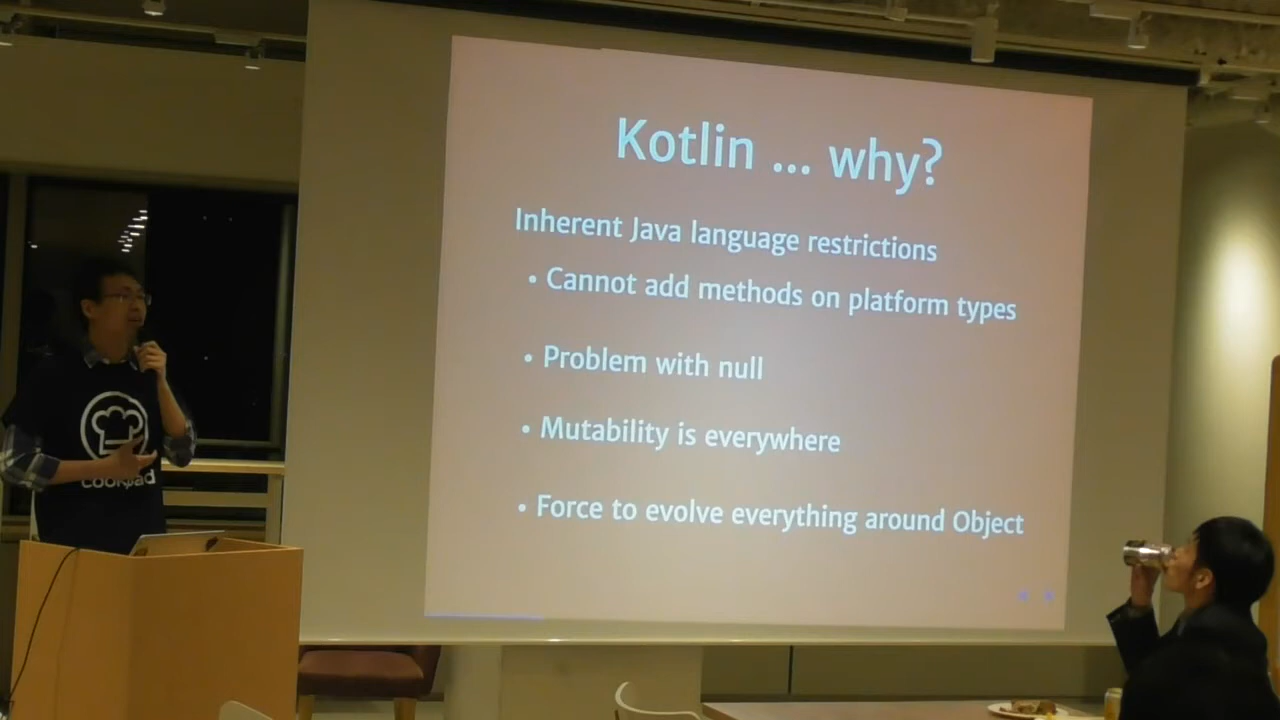 Kotlin ... why?
Inherent Java language restrictions
• Cannot add methods on platform types
• Problem with null
• Mutability is everywhere
• Force to evolve everything around Object
cookpad